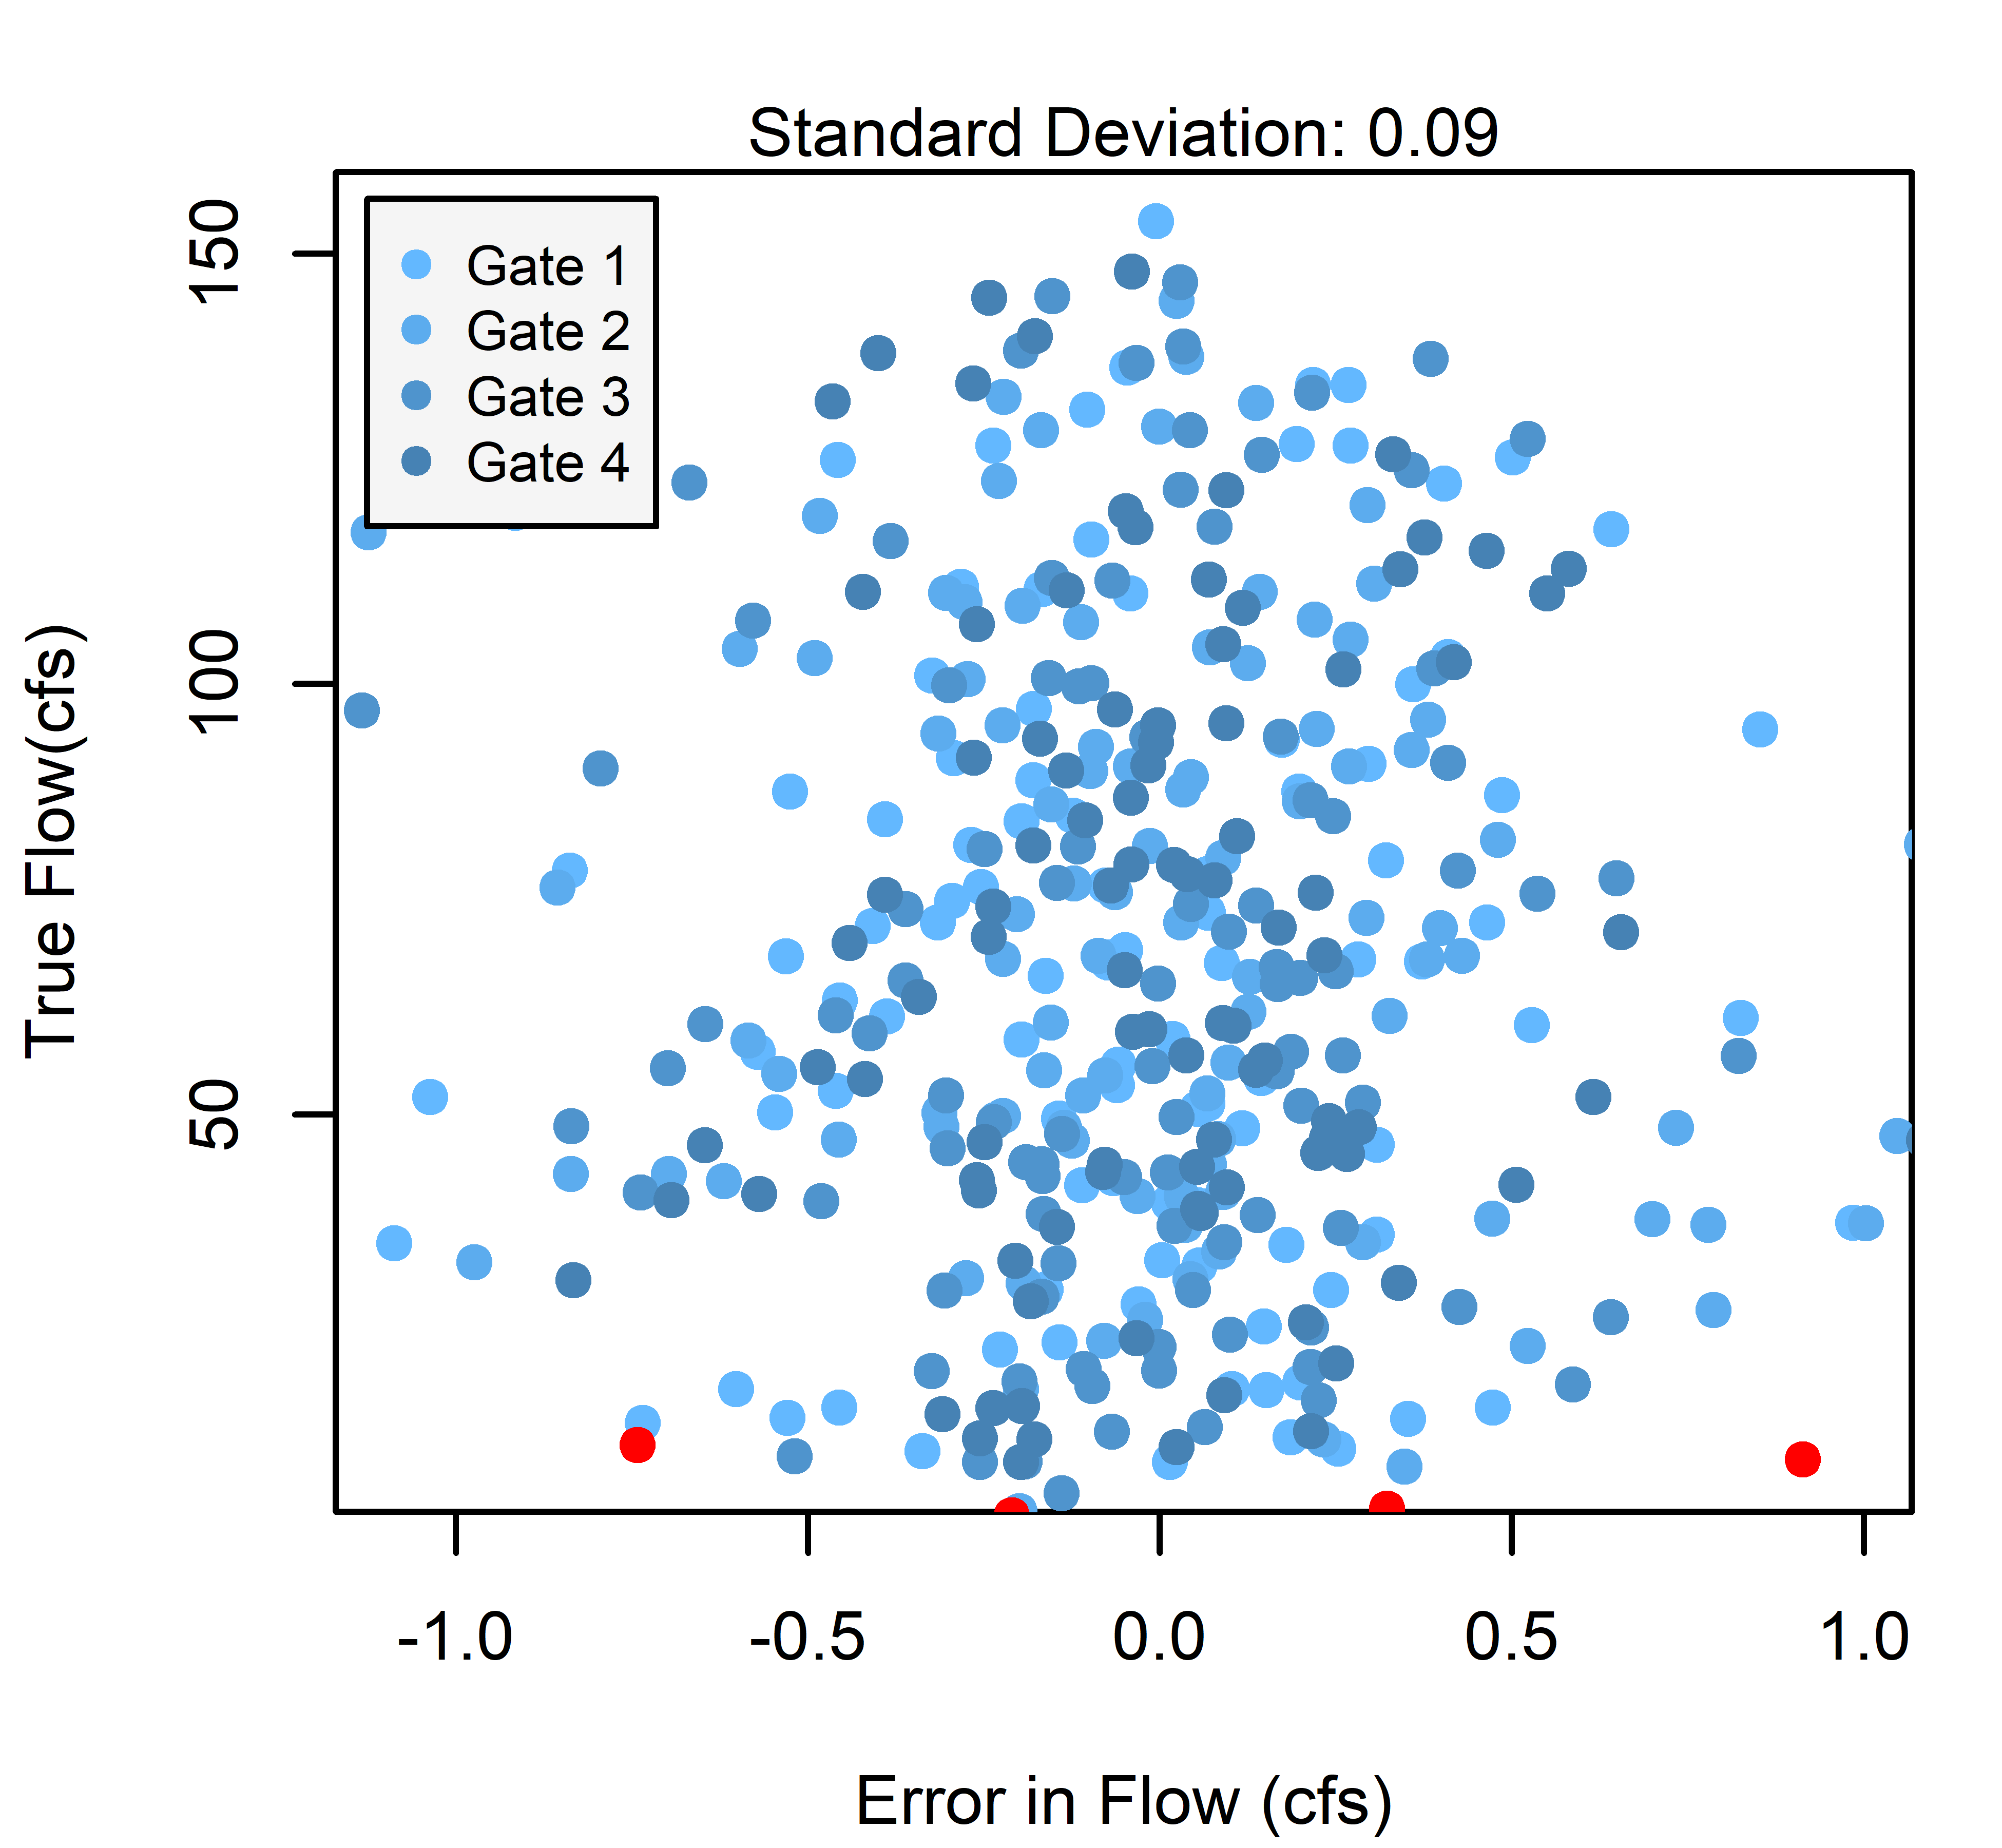 Standard Deviation: 0.09
Gate 1
Gate 2
Gate 3
Gate 4
150
100
50
True Flow(cfs)
-1.0 -0.5 0.0 0.5 1.0
Error in Flow (cfs)